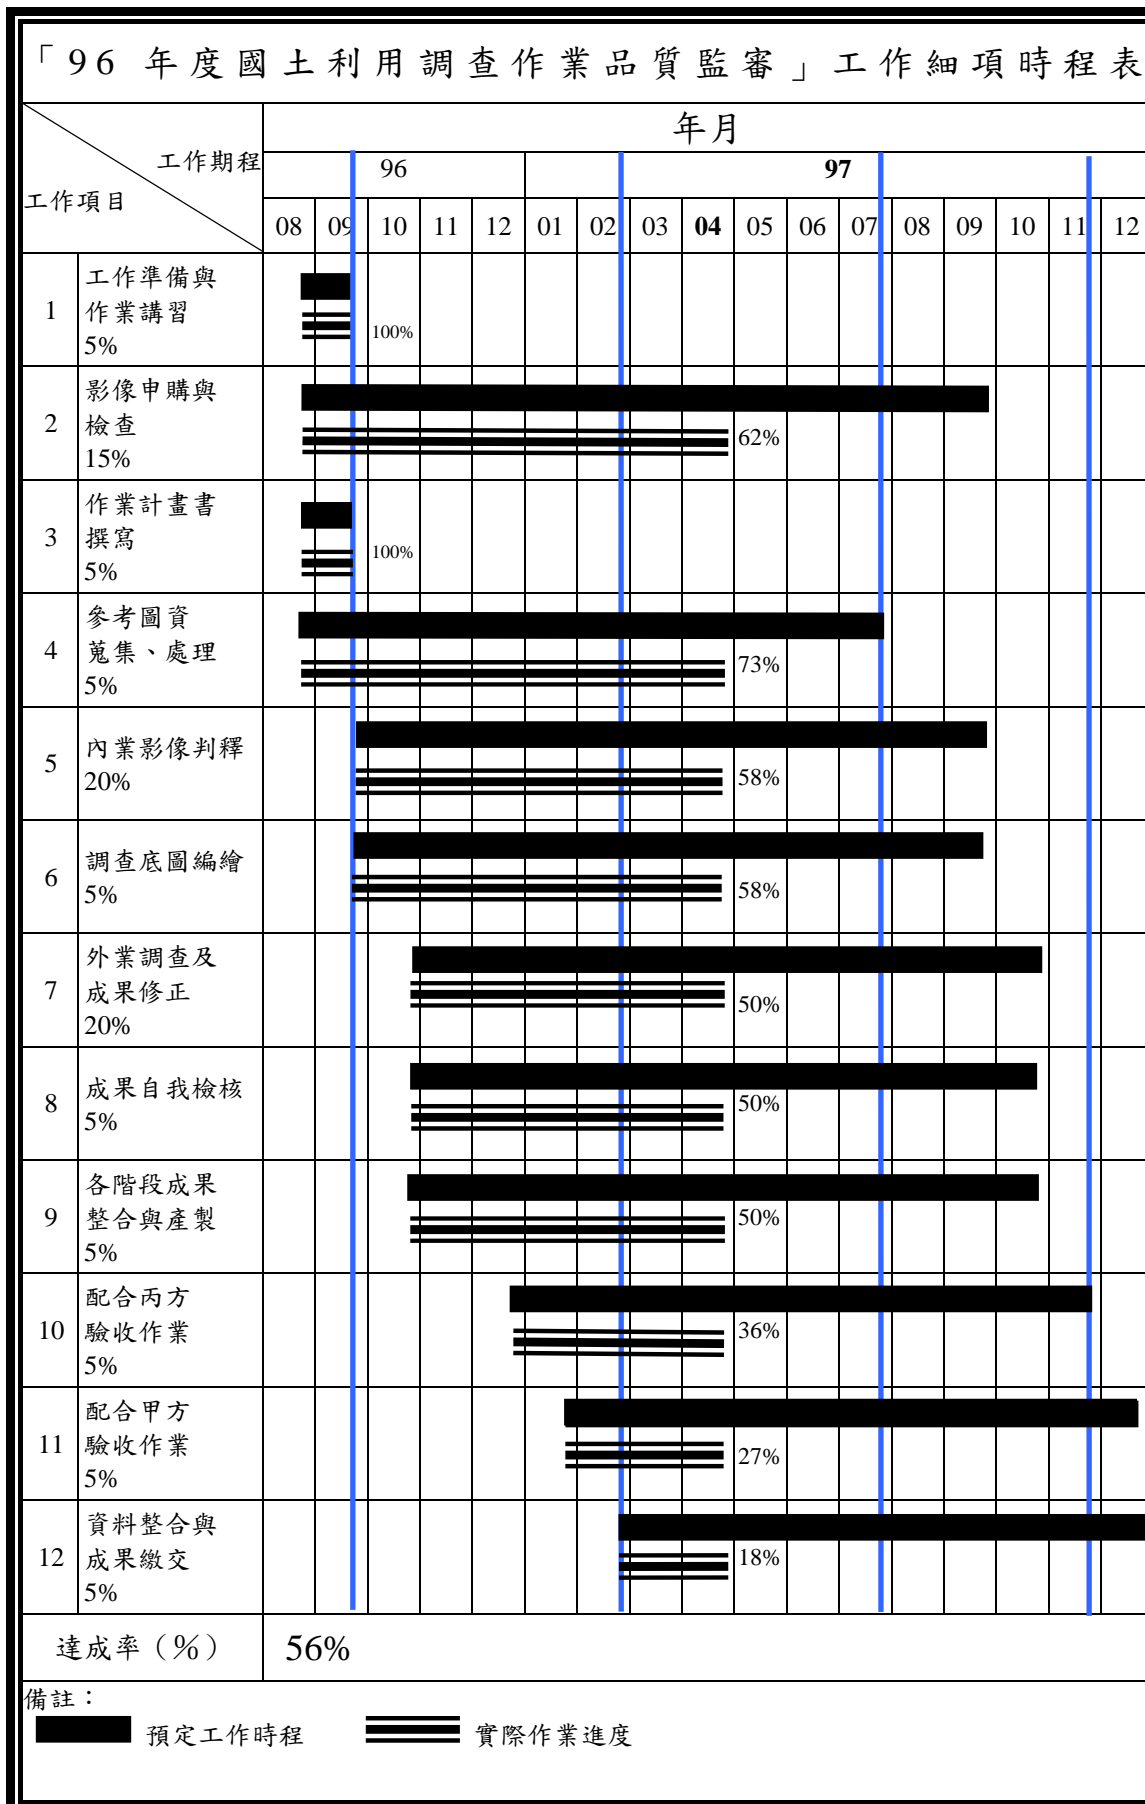 「96 年度國土利用調查作業品質監審」工作細項時程表
工作期程
工作項目
年月
96
97
08 09 10 11 12 01 02 03 04 05 06 07 08 09 10 11 12
1
工作準備與
作業講習
5%
100%
2
影像申購與
檢查
15%
62%
3
作業計畫書
撰寫
5%
100%
4
參考圖資
蒐集、處理
5%
73%
5
內業影像判釋
20%
58%
6
調查底圖編繪
5%
58%
7
外業調查及
成果修正
20%
50%
8
成果自我檢核
5%
50%
9
各階段成果
整合與產製
5%
50%
10
配合丙方
驗收作業
5%
36%
11
配合甲方
驗收作業
5%
27%
12
資料整合與
成果繳交
5%
18%
達成率（%） 56%
備註：
預定工作時程 實際作業進度